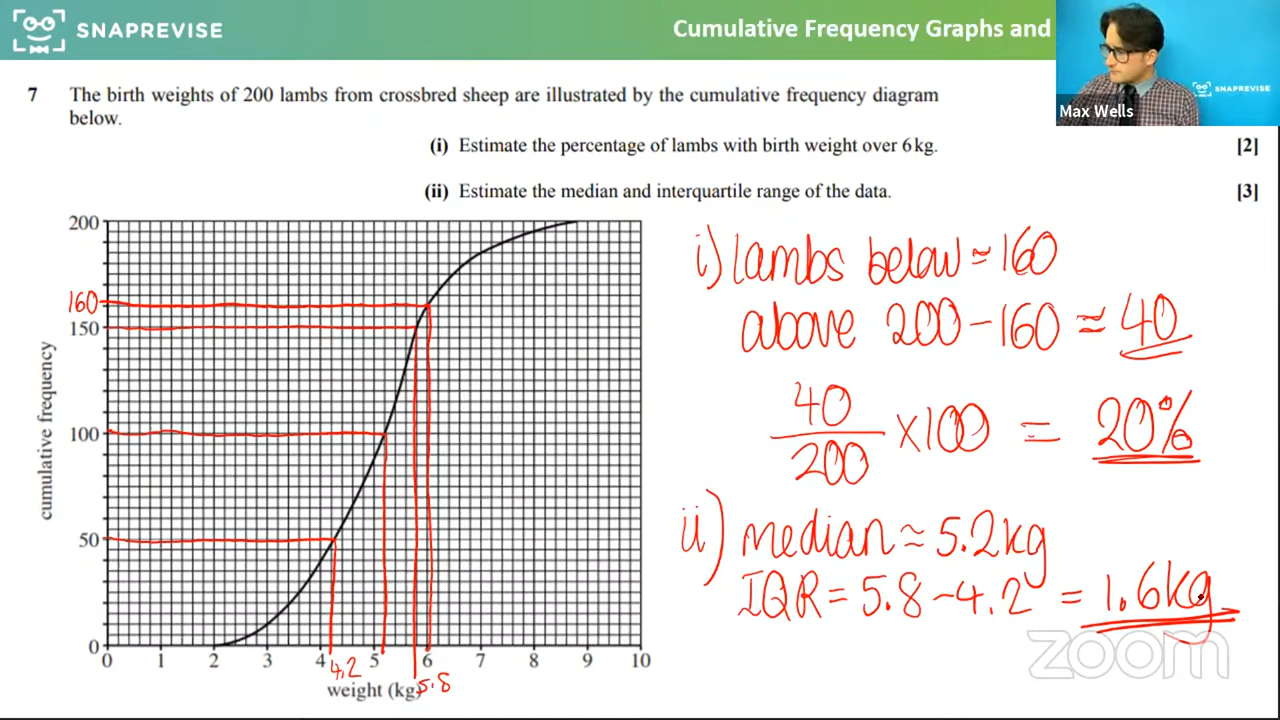 SNAPREVISE
Cumulative Frequency Graphs and
SNAPREVISE
Max Wells
7 The birth weights of 200 lambs from crossbred sheep are illustrated by the cumulative frequency diagram
below.
(i) Estimate the percentage of lambs with birth weight over 6 kg. [2]
(ii) Estimate the median and interquartile range of the data. [3]
200
160
150
100
50
0
cumulative frequency
0 1 2 3 4 5 6 7 8 9 10
4.2
5.8
weight (kg)
i) lambs below ≈ 160
above 200 - 160 ≈ 40
40
200
×100 = 20%
ii) median ≈ 5.2kg
IQR = 5.8 - 4.2 = 1.6kg
zoom